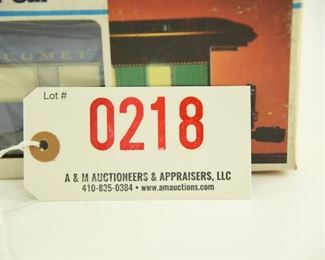 COMET
Lot #
0218
A & M AUCTIONEERS & APPRAISERS, LLC
410-835-0384 • www.amauctions.com